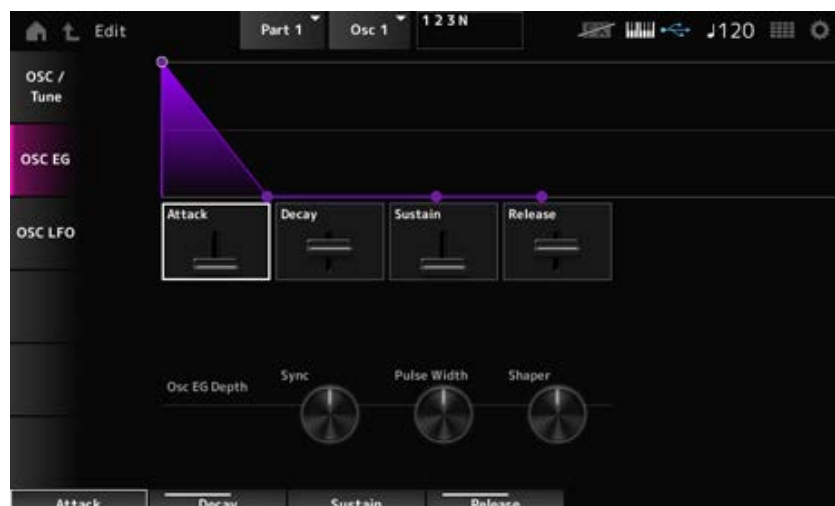 Edit
Part 1
Osc 1
1 2 3 N
♩120
OSC /
Tune
OSC EG
OSC LFO
Attack
Decay
Sustain
Release
Osc EG Depth
Sync
Pulse Width
Shaper
Attack
Decay
Sustain
Release